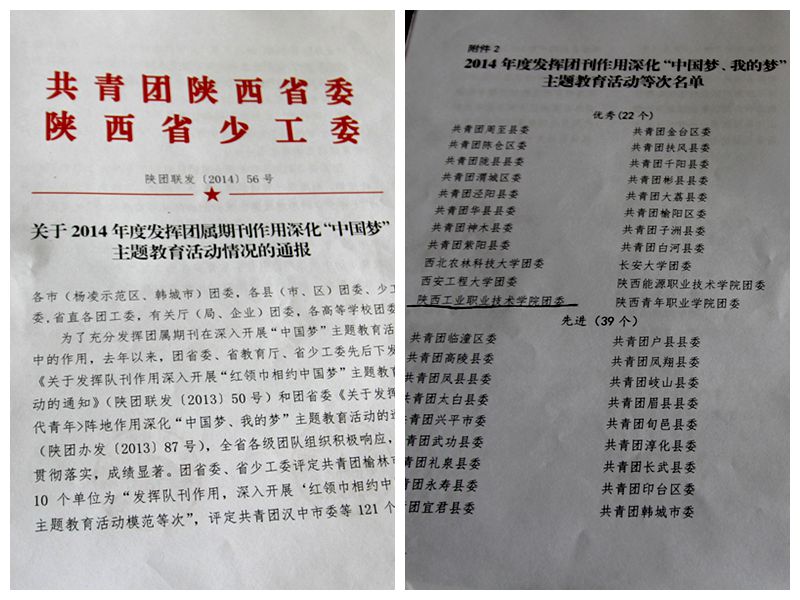 共青团陕西省委
陕西省少工委
陕团联发〔2014〕56号
关于2014年度发挥团属期刊作用深化“中国梦”
主题教育活动情况的通报
各市（杨凌示范区、韩城市）团委，各县（市、区）团委、少工
委，省直各团工委，有关厅（局、企业）团委，各高等学校团委
为了充分发挥团属期刊在深入开展“中国梦”主题教育活
中的作用，去年以来，团省委、省教育厅、省少工委先后下发
《关于发挥队刊作用深入开展“红领巾相约中国梦”主题教育
动的通知》（陕团联发〔2013〕50号）和团省委《关于发挥
代青年>阵地作用深化“中国梦、我的梦”主题教育活动的通
（陕团办发〔2013〕87号），全省各级团队组织积极响应，
贯彻落实，成绩显著。团省委、省少工委评定共青团榆林市
10个单位为“发挥队刊作用，深入开展‘红领巾相约中
主题教育活动模范等次”，评定共青团汉中市委等121个
附件2
2014年度发挥团刊作用深化“中国梦、我的梦”
主题教育活动等次名单
优秀(22个)
共青团周至县委 共青团金台区委
共青团陈仓区委 共青团扶风县委
共青团陇县县委 共青团千阳县委
共青团渭城区委 共青团彬县县委
共青团泾阳县委 共青团大荔县委
共青团华县县委 共青团榆阳区委
共青团神木县委 共青团子洲县委
共青团紫阳县委 共青团白河县委
西北农林科技大学团委 长安大学团委
西安工程大学团委 陕西能源职业技术学院团委
陕西工业职业技术学院团委 陕西青年职业学院团委
先进（39个）
共青团临潼区委 共青团户县县委
共青团高陵县委 共青团凤翔县委
共青团凤县县委 共青团岐山县委
共青团太白县委 共青团眉县县委
共青团兴平市委 共青团旬邑县委
青团武功县委 共青团淳化县委
青团礼泉县委 共青团长武县委
团永寿县委 共青团印台区委
团宜君县委 共青团韩城市委